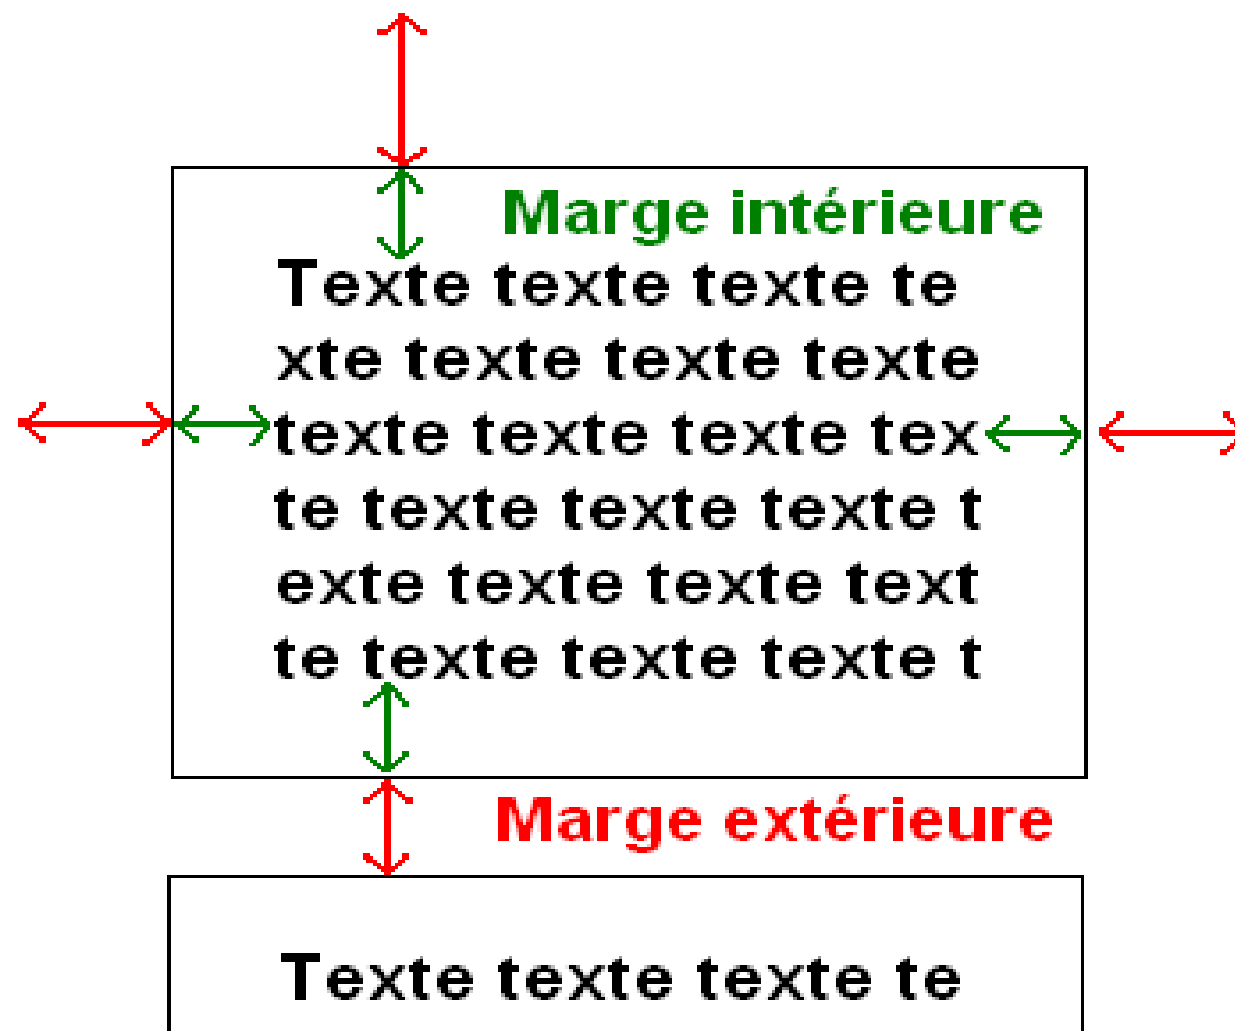 Marge intérieure
Texte texte texte te
xte texte texte texte
texte texte texte tex
te texte texte texte t
exte texte texte text
te texte texte texte t
Marge extérieure
Texte texte texte te